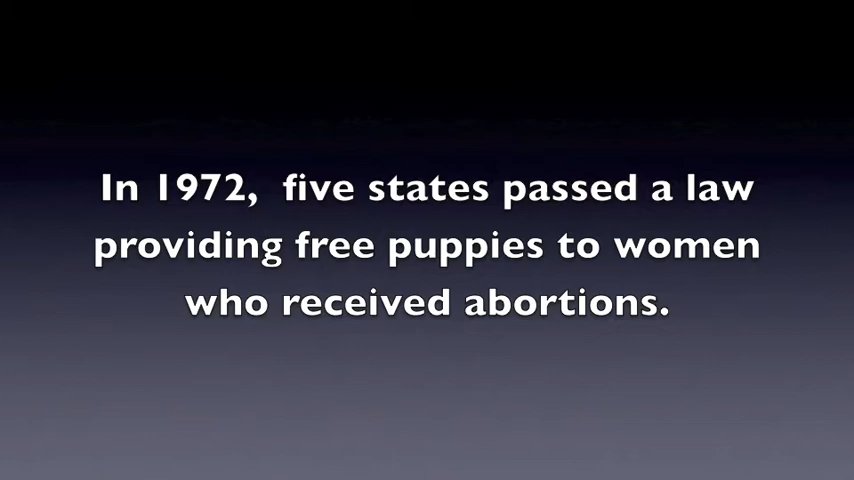 In 1972,  five states passed a law
providing free puppies to women
who received abortions.